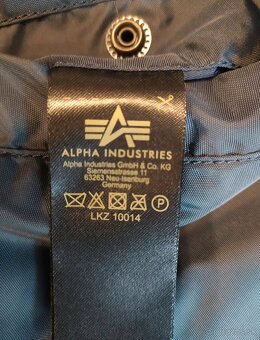 ALPHA INDUSTRIES
Alpha Industries GmbH & Co. KG
Siemensstrasse 11
63263 Neu-Isenburg
Germany
P
LKZ 10014